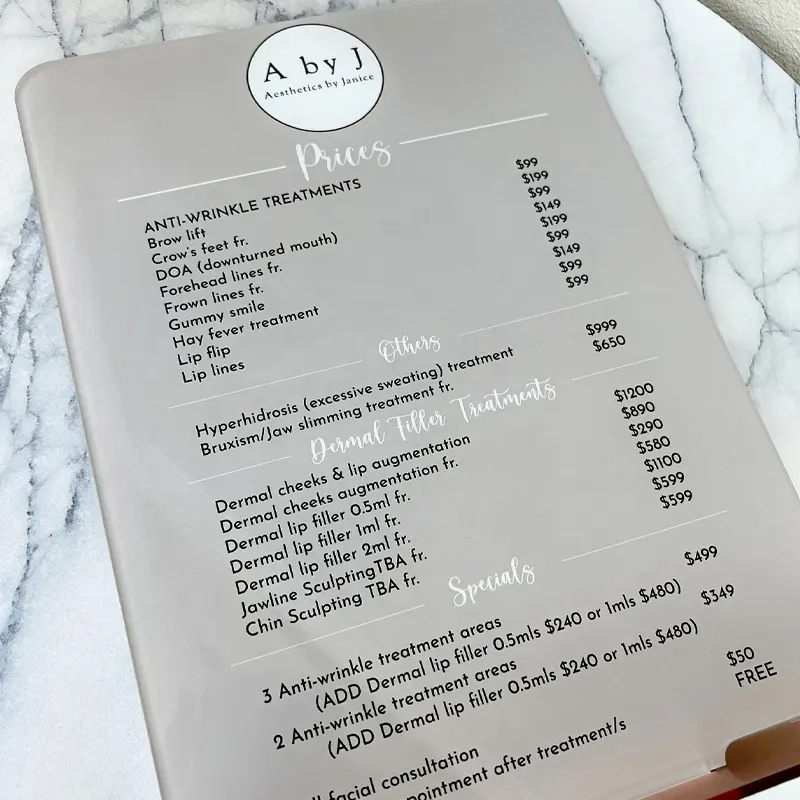 A by J
Aesthetics by Janice
Prices
ANTI-WRINKLE TREATMENTS
Brow lift $99
Crow's feet fr. $199
DOA (downturned mouth) $99
Forehead lines fr. $149
Frown lines fr. $199
Gummy smile $99
Hay fever treatment $149
Lip flip $99
Lip lines $99
Others
Hyperhidrosis (excessive sweating) treatment $999
Bruxism/Jaw slimming treatment fr. $650
Dermal Filler Treatments
Dermal cheeks & lip augmentation $1200
Dermal cheeks augmentation fr. $890
Dermal lip filler 0.5ml fr. $290
Dermal lip filler 1ml fr. $580
Dermal lip filler 2ml fr. $1100
Jawline SculptingTBA fr. $599
Chin Sculpting TBA fr. $599
Specials
3 Anti-wrinkle treatment areas $499
(ADD Dermal lip filler 0.5mls $240 or 1mls $480)
2 Anti-wrinkle treatment areas $349
(ADD Dermal lip filler 0.5mls $240 or 1mls $480)
facial consultation $50
after treatment/s FREE